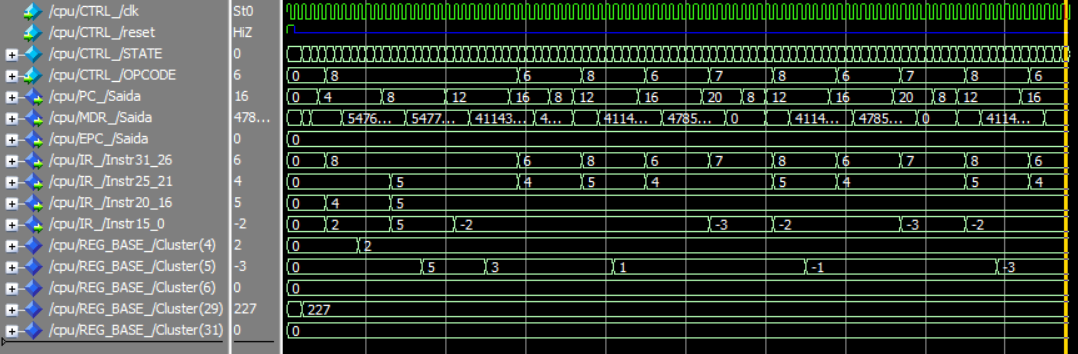 /cpu/CTRL_/clk St0
/cpu/CTRL_/reset HiZ
/cpu/CTRL_/STATE 0
/cpu/CTRL_/OPCODE 6 0 8 6 8 6 7 8 6 7 8 6
/cpu/PC_/Saida 16 0 4 8 12 16 8 12 16 20 8 12 16 20 8 12 16
/cpu/MDR_/Saida 478... 5476... 5477... 41143... 4... 4114... 4785... 0 4114... 4785... 0 4114...
/cpu/EPC_/Saida 0 0
/cpu/IR_/Instr31_26 6 0 8 6 8 6 7 8 6 7 8 6
/cpu/IR_/Instr25_21 4 0 5 4 5 4 5 4 5 4
/cpu/IR_/Instr20_16 5 0 4 5
/cpu/IR_/Instr15_0 -2 0 2 5 -2 -3 -2 -3 -2
/cpu/REG_BASE_/Cluster(4) 2 0 2
/cpu/REG_BASE_/Cluster(5) -3 0 5 3 1 -1 -3
/cpu/REG_BASE_/Cluster(6) 0 0
/cpu/REG_BASE_/Cluster(29) 227 227
/cpu/REG_BASE_/Cluster(31) 0 0